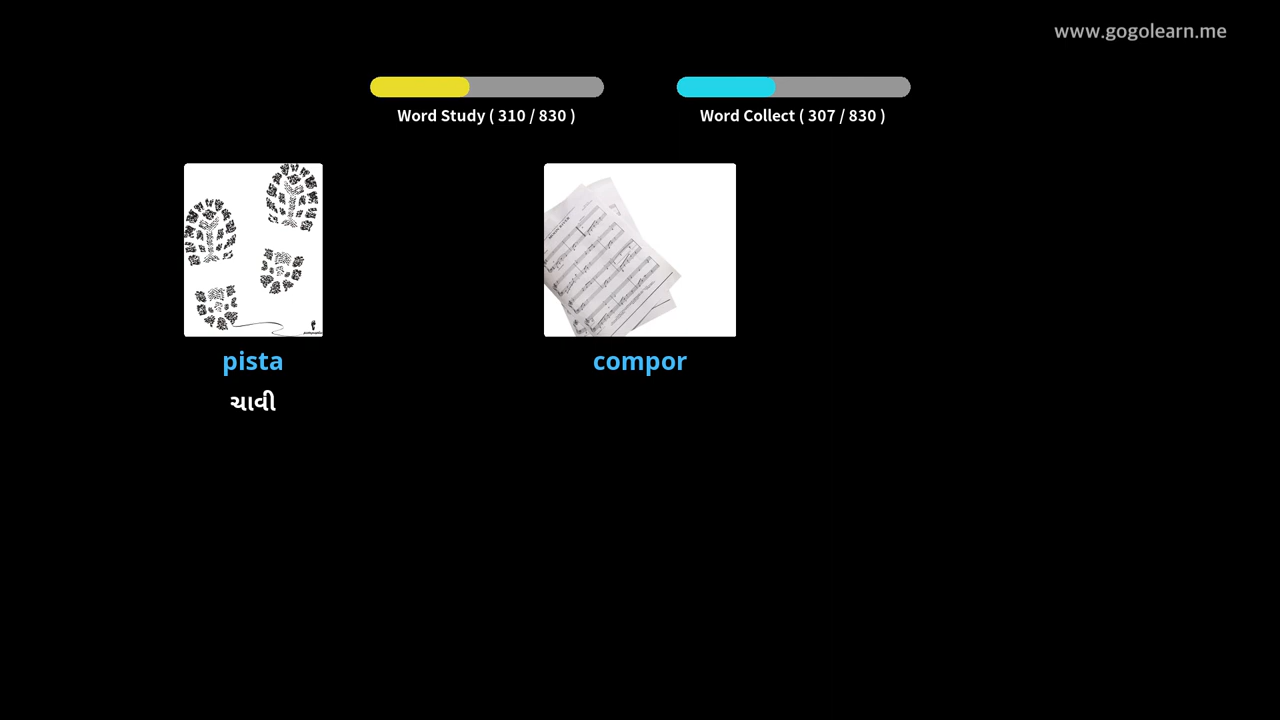 www.gogolearn.me
Word Study ( 310 / 830 )
Word Collect ( 307 / 830 )
pista
compor
ચાવી